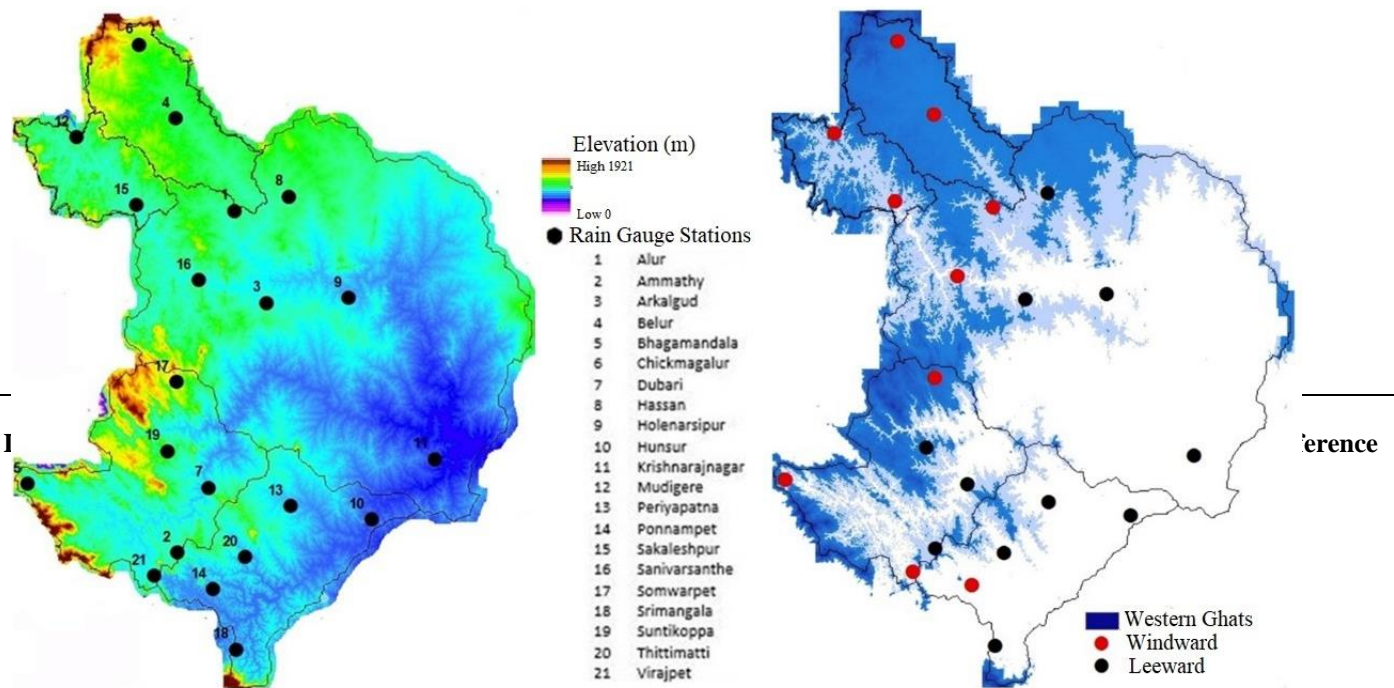 6
4
12
15
8
16
3
9
17
19
7
5
13
10
11
2
20
21
14
18
Elevation (m)
High 1921
Low 0
Rain Gauge Stations
1 Alur
2 Ammathy
3 Arkalgud
4 Belur
5 Bhagamandala
6 Chickmagalur
7 Dubari
8 Hassan
9 Holenarsipur
10 Hunsur
11 Krishnarajnagar
12 Mudigere
13 Periyapatna
14 Ponnampet
15 Sakaleshpur
16 Sanivarsanthe
17 Somwarpet
18 Srimangala
19 Suntikoppa
20 Thittimatti
21 Virajpet
ference
Western Ghats
Windward
Leeward